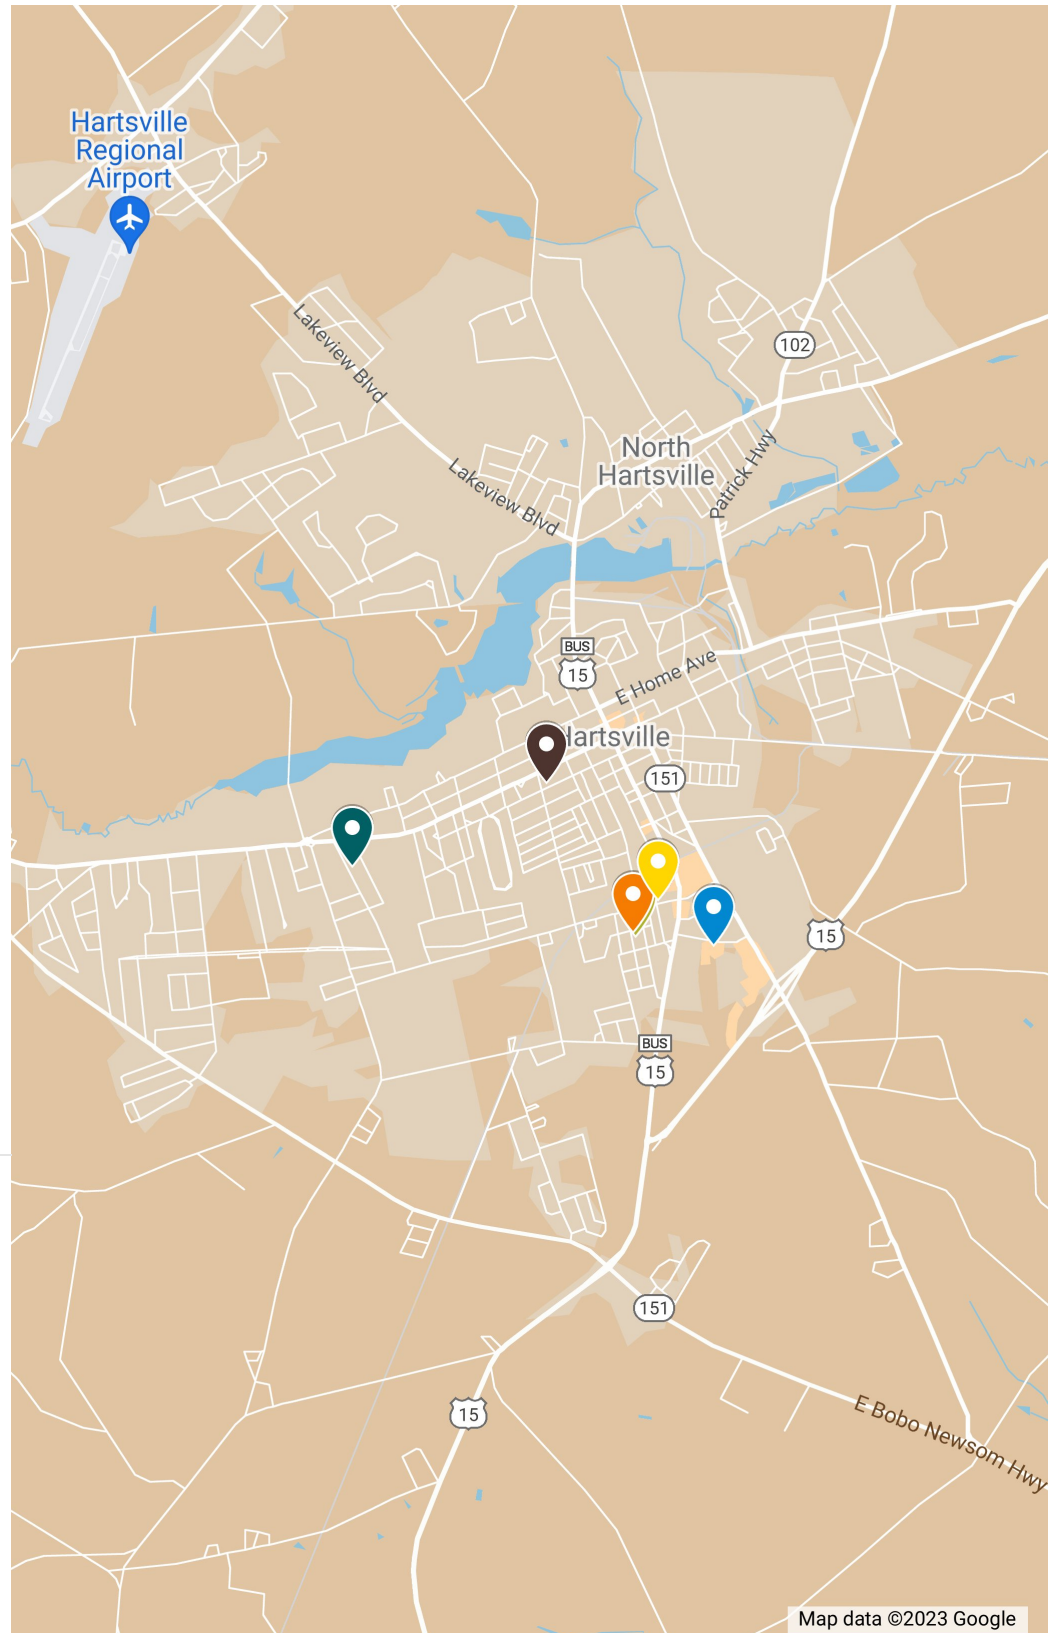 Hartsville
Regional
Airport
Lakeview Blvd
102
North
Hartsville
Patrick Hwy
Lakeview Blvd
BUS
15
E Home Ave
Hartsville
151
15
BUS
15
151
15
E Bobo Newsom Hwy
Map data ©2023 Google